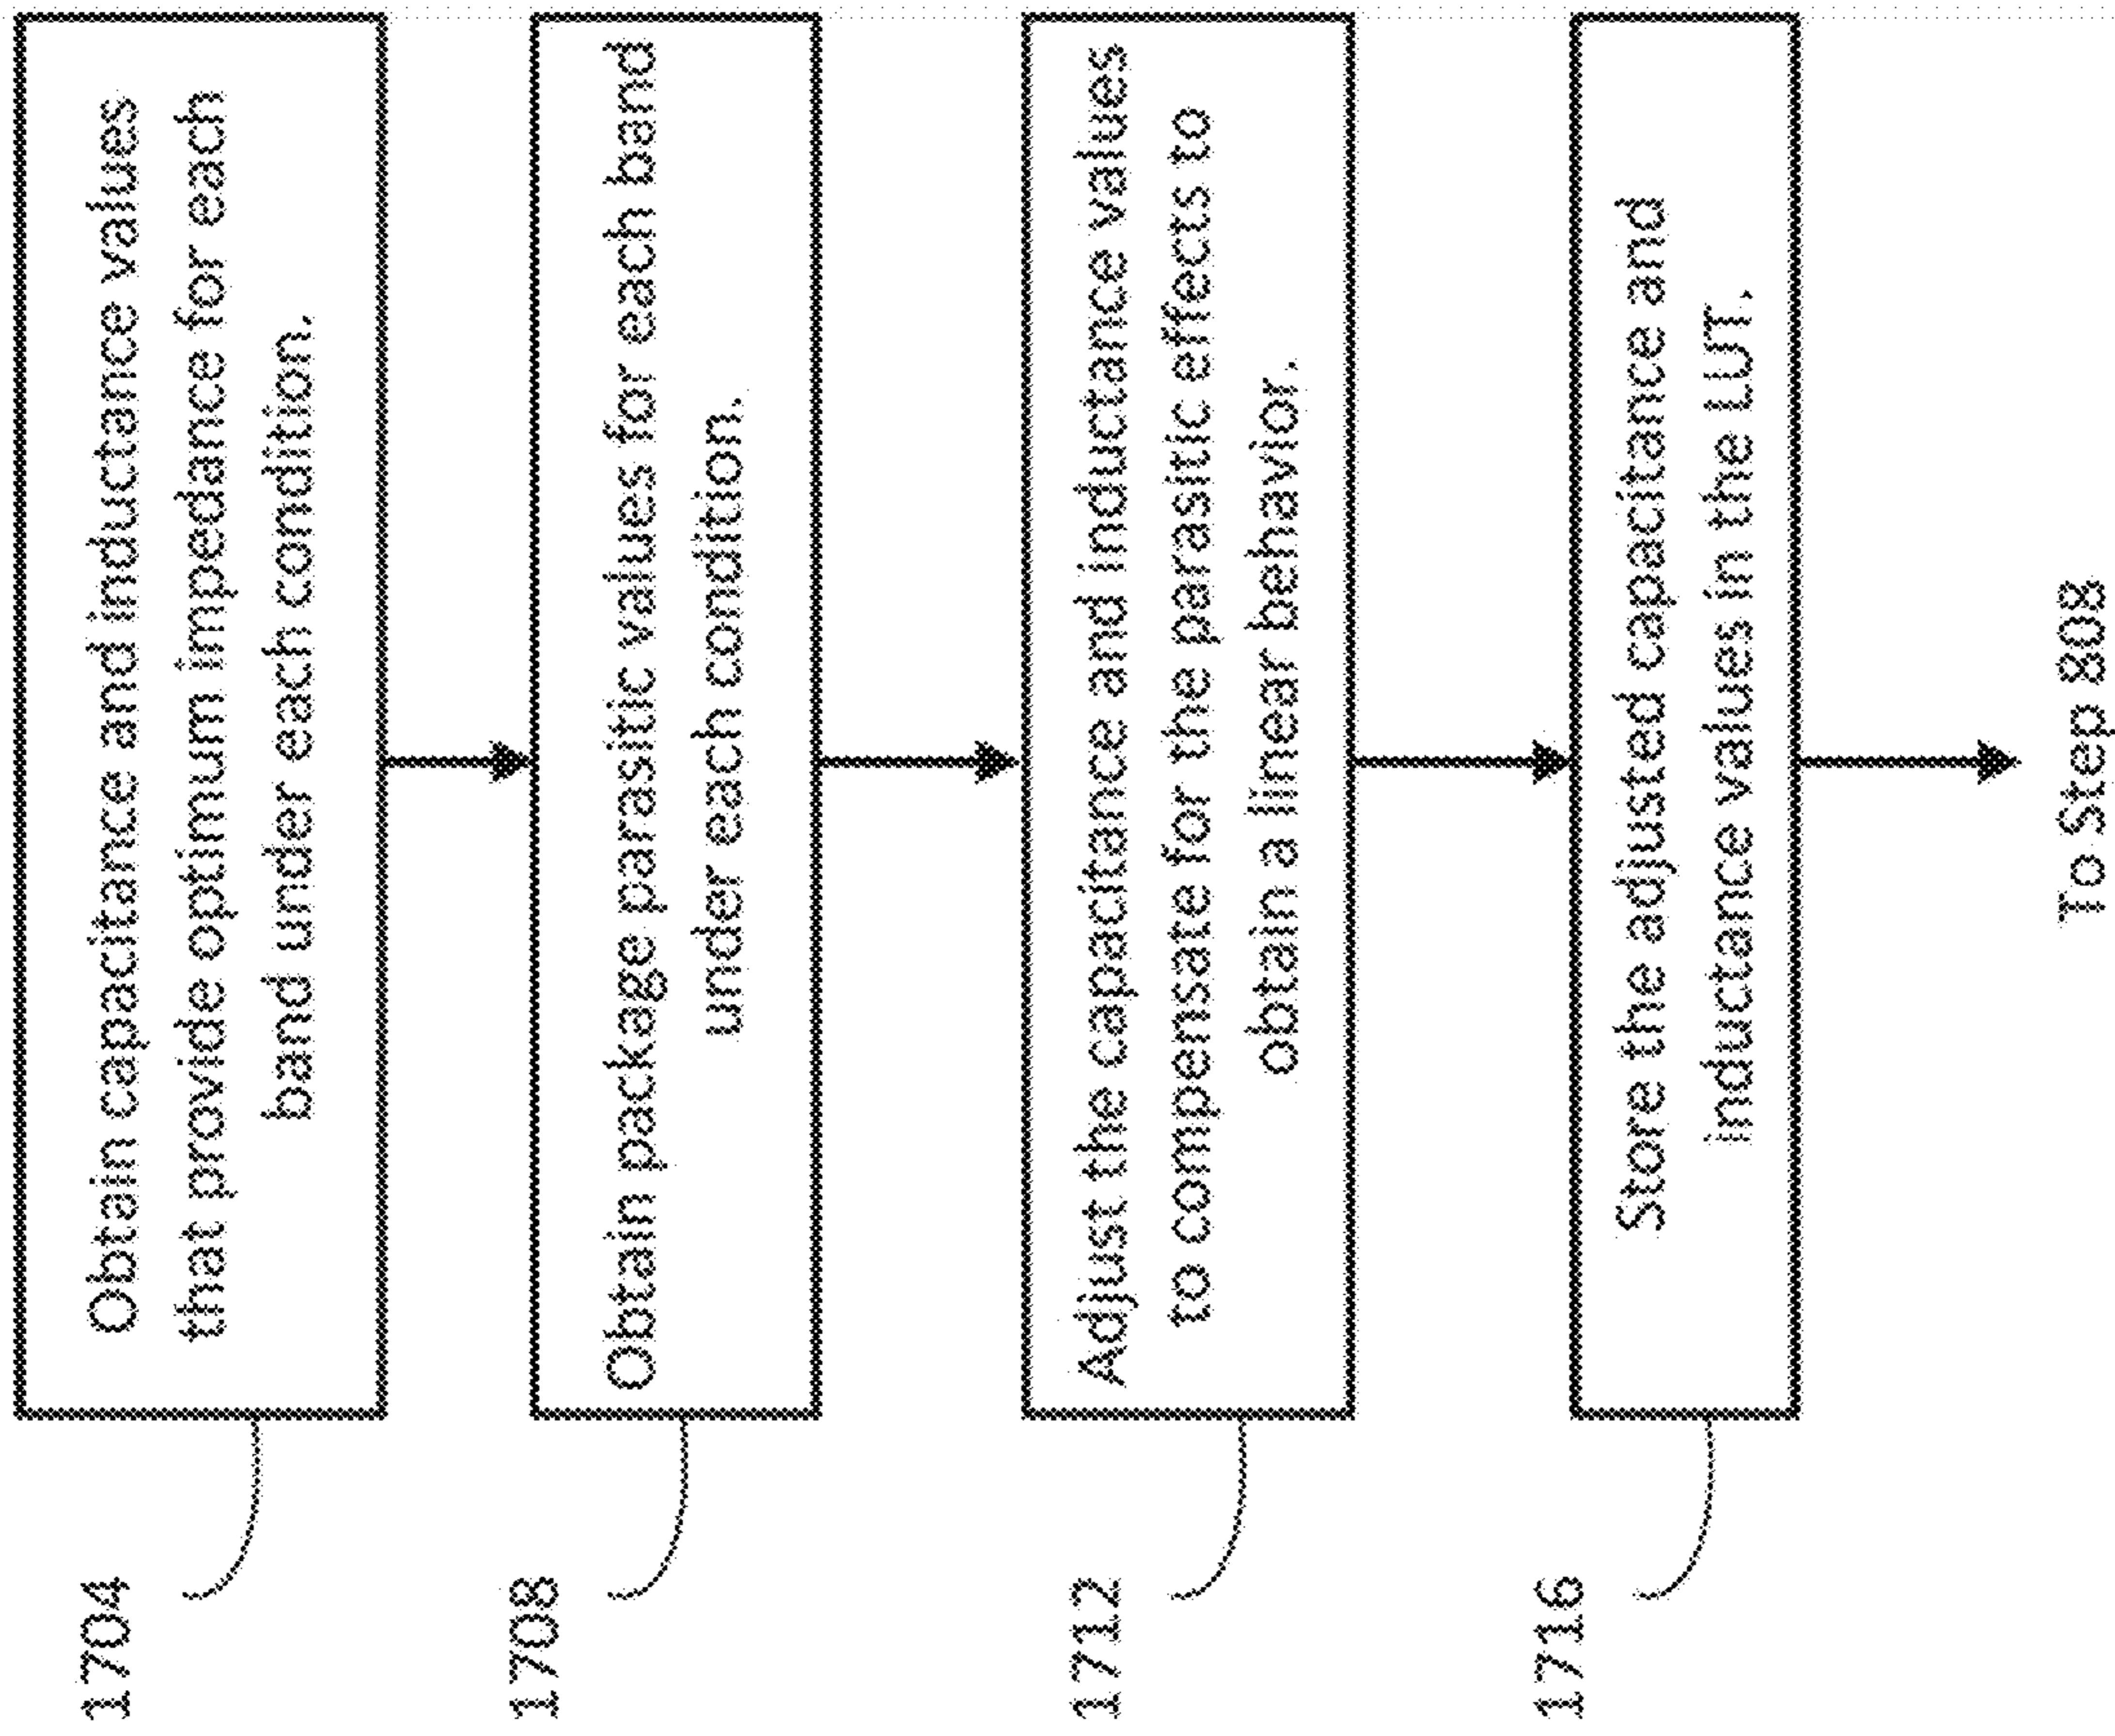 1704
Obtain capacitance and inductance values
that provide optimum impedance for each
band under each condition.
1708
Obtain package parasitic values for each band
under each condition.
1712
Adjust the capacitance and inductance values
to compensate for the parasitic effects to
obtain a linear behavior.
1716
Store the adjusted capacitance and
inductance values in the LUT.
To Step 808